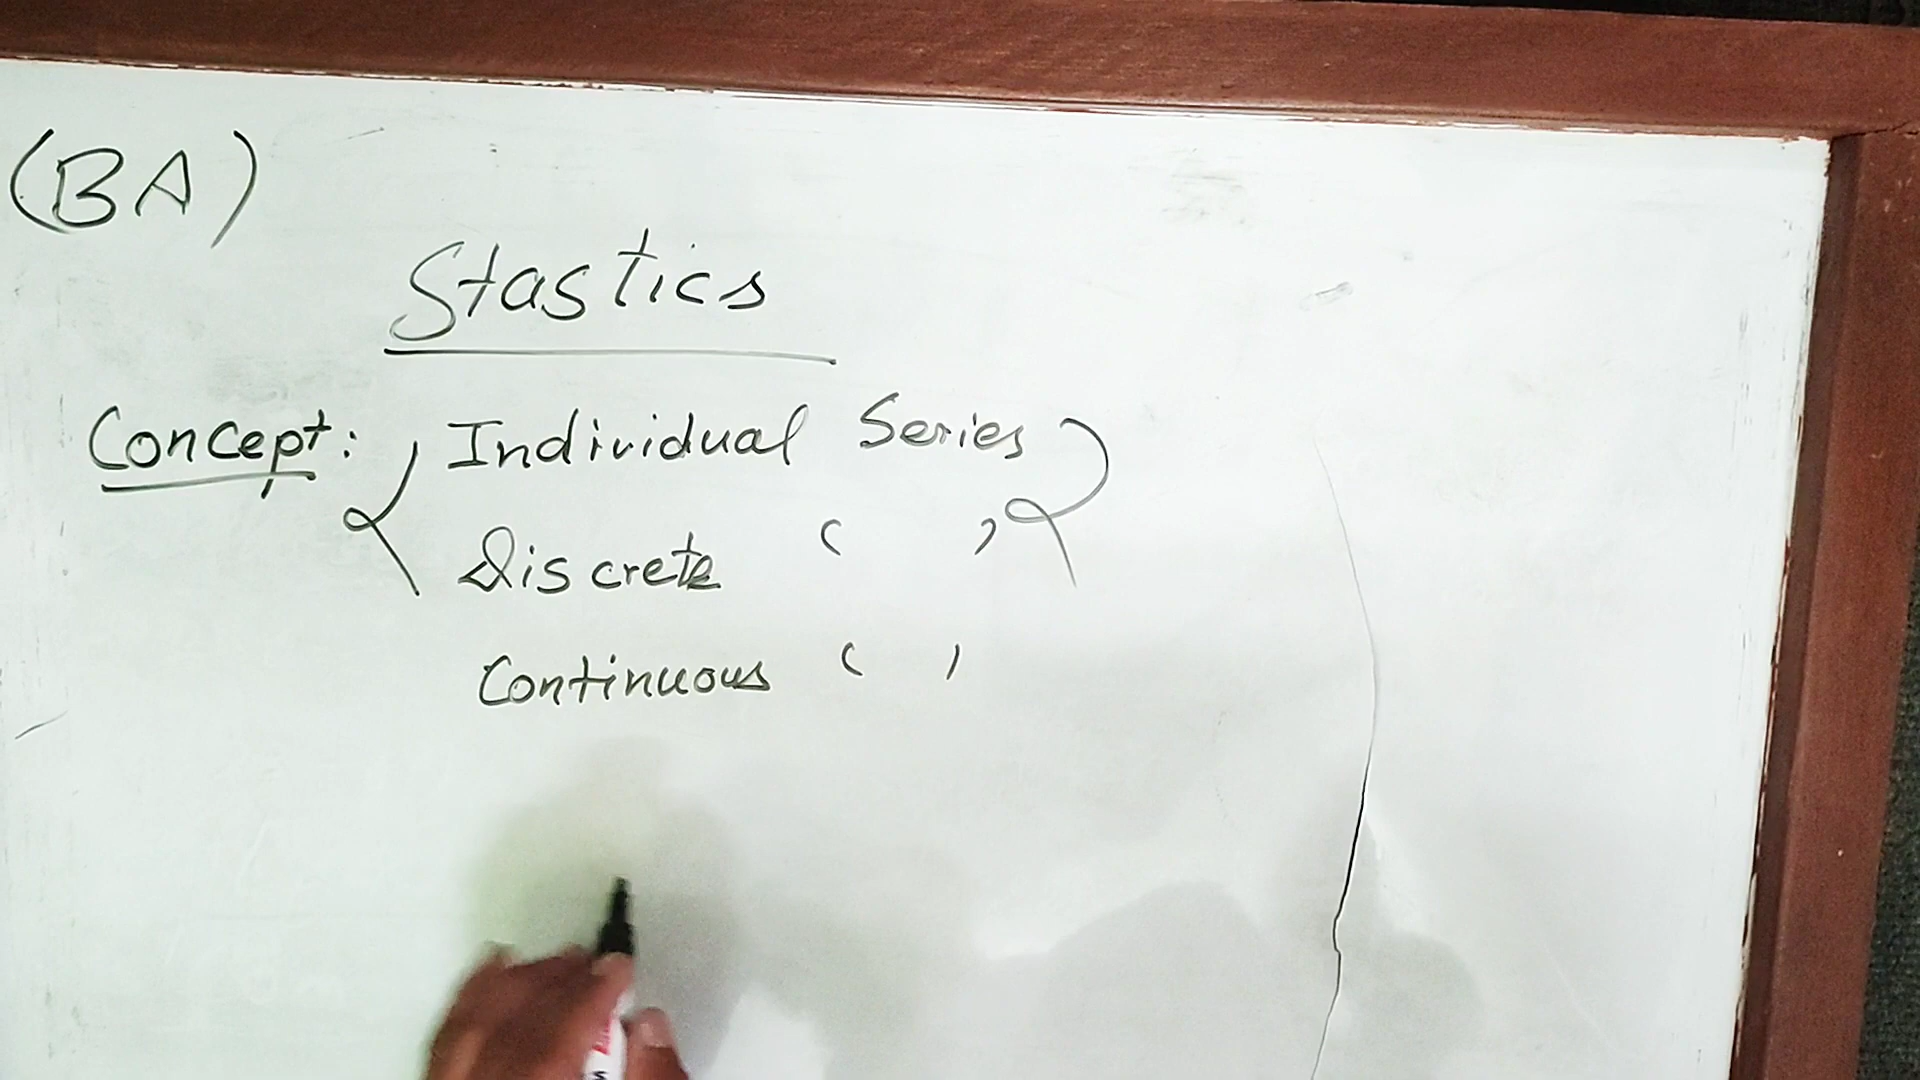 (BA)
Stastics
Concept: Individual Series
Discrete ( )
Continuous ( )